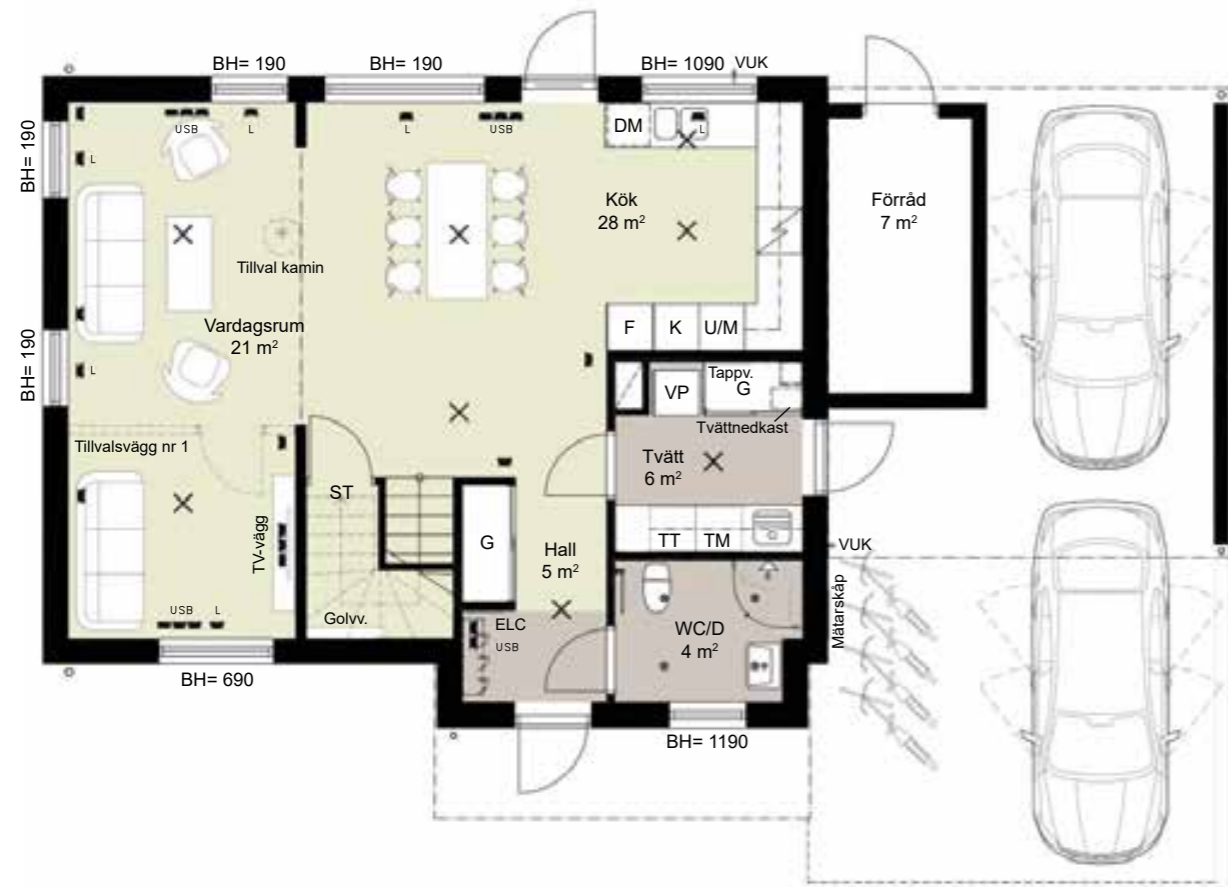 BH= 190
BH= 190
BH= 1090
VUK
BH= 190
USB
L
L
USB
DM
L
L
Kök
28 m²
Förråd
7 m²
Tillval kamin
Vardagsrum
21 m²
F
K
U/M
BH= 190
L
VP
Tappv.
G
Tvättnedkast
Tillvalsvägg nr 1
Tvätt
6 m²
ST
TV-vägg
G
Hall
5 m²
TT
TM
VUK
Mätarskåp
USB
L
Golvv.
ELC
USB
WC/D
4 m²
BH= 690
BH= 1190